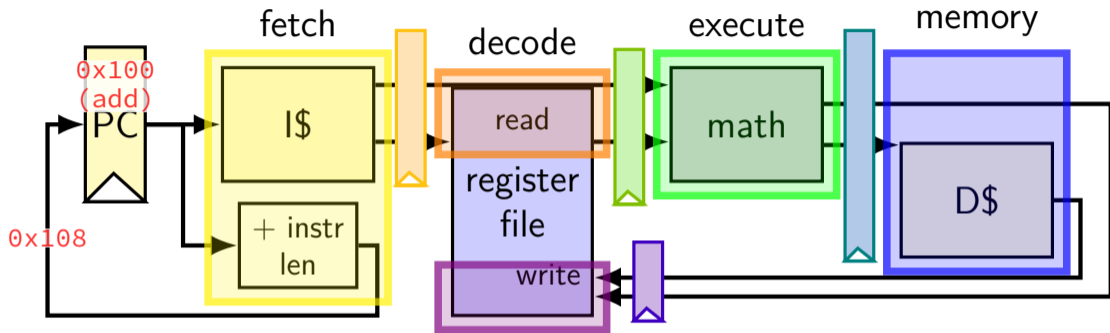 fetch
decode
execute
memory
0x100
(add)
PC
I$
read
math
register
file
D$
0x108
+ instr
len
write